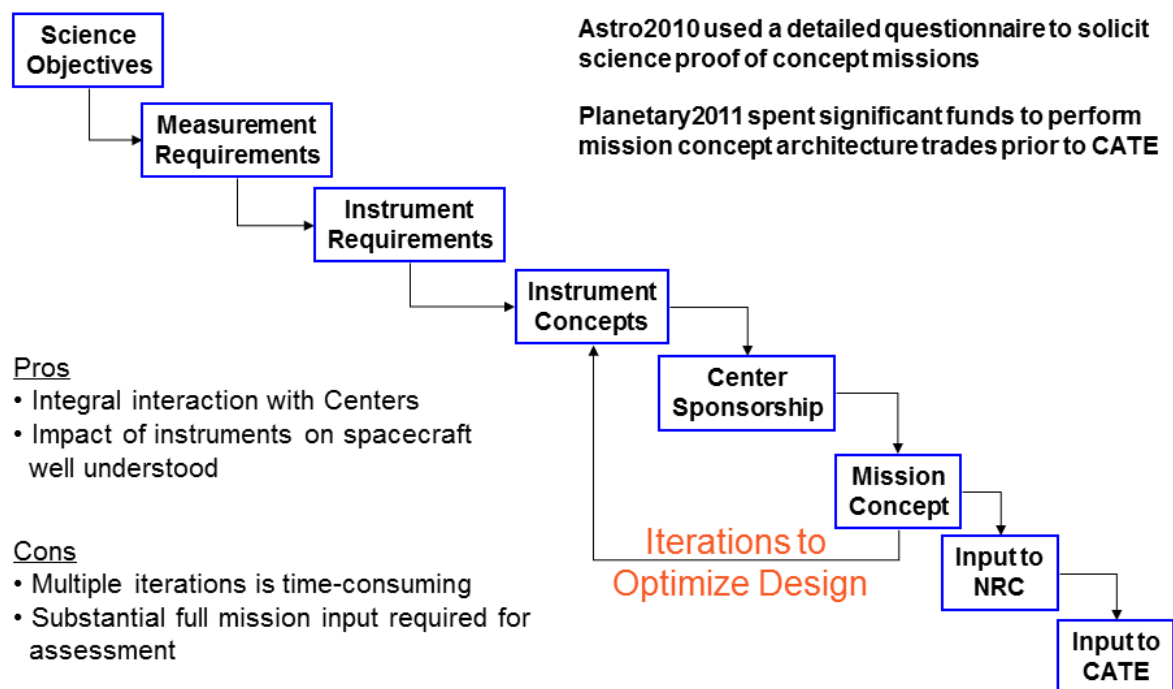 Science
Objectives
Astro2010 used a detailed questionnaire to solicit
science proof of concept missions
Planetary2011 spent significant funds to perform
mission concept architecture trades prior to CATE
Measurement
Requirements
Instrument
Requirements
Instrument
Concepts
Center
Sponsorship
Mission
Concept
Input to
NRC
Input to
CATE
Iterations to
Optimize Design
Pros
• Integral interaction with Centers
• Impact of instruments on spacecraft
well understood
Cons
• Multiple iterations is time-consuming
• Substantial full mission input required for
assessment